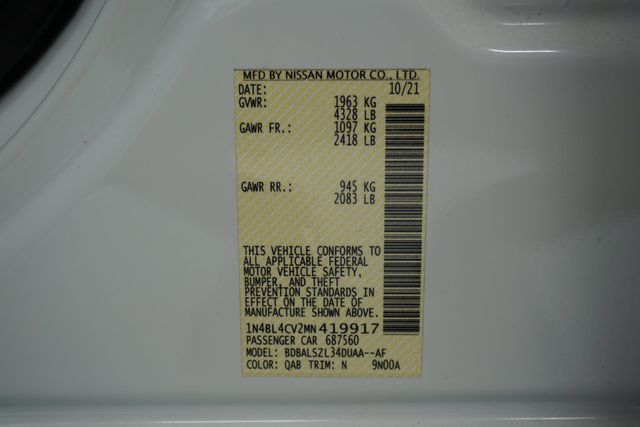 MFD BY NISSAN MOTOR CO., LTD.
DATE: 10/21
GVWR: 1963 KG
4328 LB
GAWR FR.: 1097 KG
2418 LB
GAWR RR.: 945 KG
2083 LB
THIS VEHICLE CONFORMS TO
ALL APPLICABLE FEDERAL
MOTOR VEHICLE SAFETY,
BUMPER, AND THEFT
PREVENTION STANDARDS IN
EFFECT ON THE DATE OF
MANUFACTURE SHOWN ABOVE.
1N4BL4CV2MN419917
PASSENGER CAR 687560
MODEL: BDBALSZL34DUAA--AF
COLOR: QAB TRIM: N 9N00A